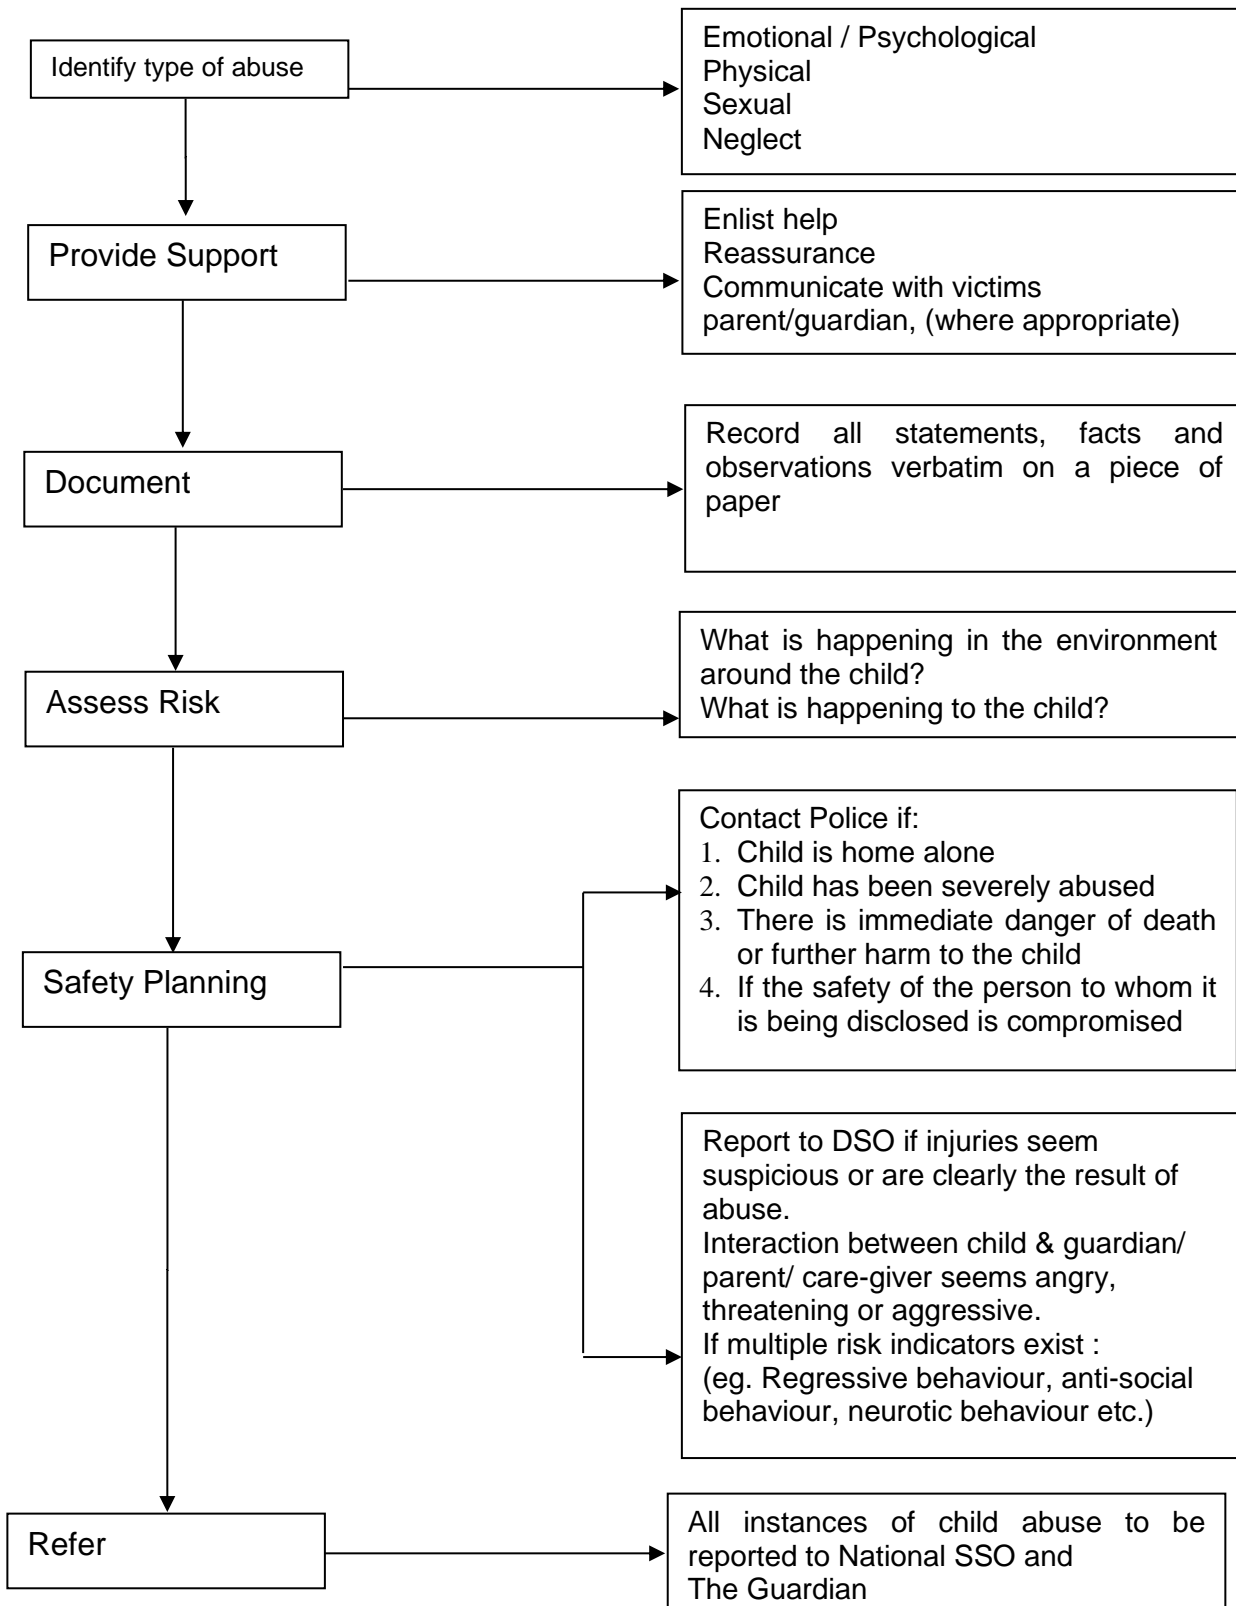 Identify type of abuse
Emotional / Psychological
Physical
Sexual
Neglect
Provide Support
Enlist help
Reassurance
Communicate with victims
parent/guardian, (where appropriate)
Document
Record all statements, facts and
observations verbatim on a piece of
paper
Assess Risk
What is happening in the environment
around the child?
What is happening to the child?
Safety Planning
Contact Police if:
1. Child is home alone
2. Child has been severely abused
3. There is immediate danger of death
or further harm to the child
4. If the safety of the person to whom it
is being disclosed is compromised
Report to DSO if injuries seem
suspicious or are clearly the result of
abuse.
Interaction between child & guardian/
parent/ care-giver seems angry,
threatening or aggressive.
If multiple risk indicators exist :
(eg. Regressive behaviour, anti-social
behaviour, neurotic behaviour etc.)
Refer
All instances of child abuse to be
reported to National SSO and
The Guardian